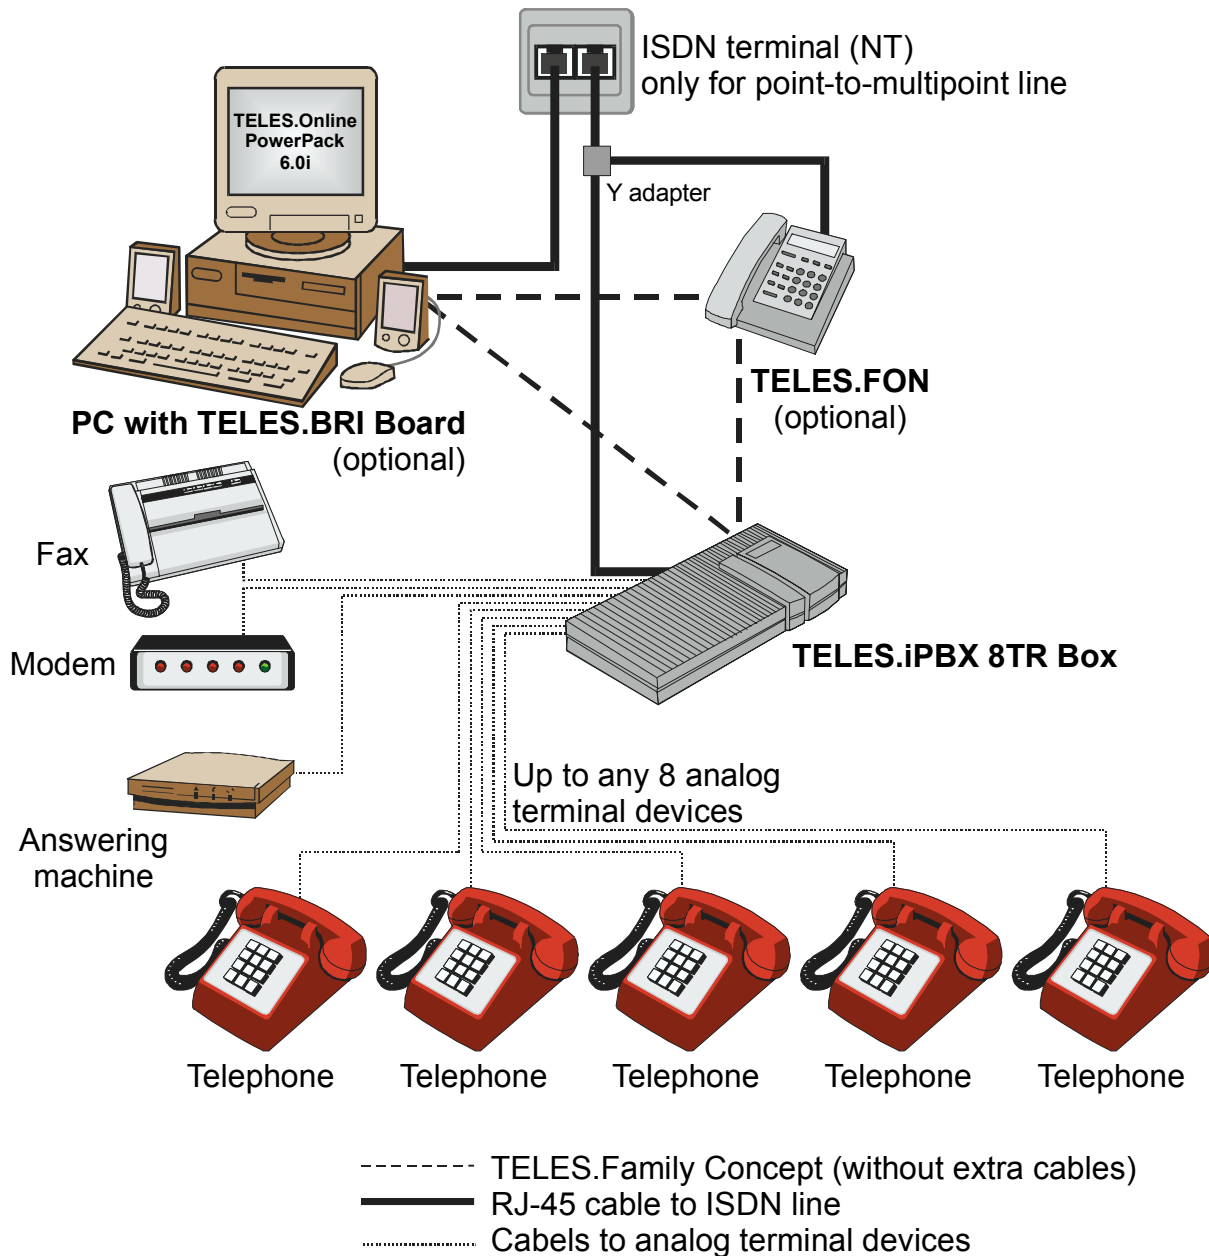 ISDN terminal (NT)
only for point-to-multipoint line
TELES.Online
PowerPack
6.0i
Y adapter
TELES.FON
(optional)
PC with TELES.BRI Board
(optional)
Fax
TELES.iPBX 8TR Box
Modem
Up to any 8 analog
terminal devices
Answering
machine
Telephone
Telephone
Telephone
Telephone
Telephone
TELES.Family Concept (without extra cables)
RJ-45 cable to ISDN line
Cabels to analog terminal devices